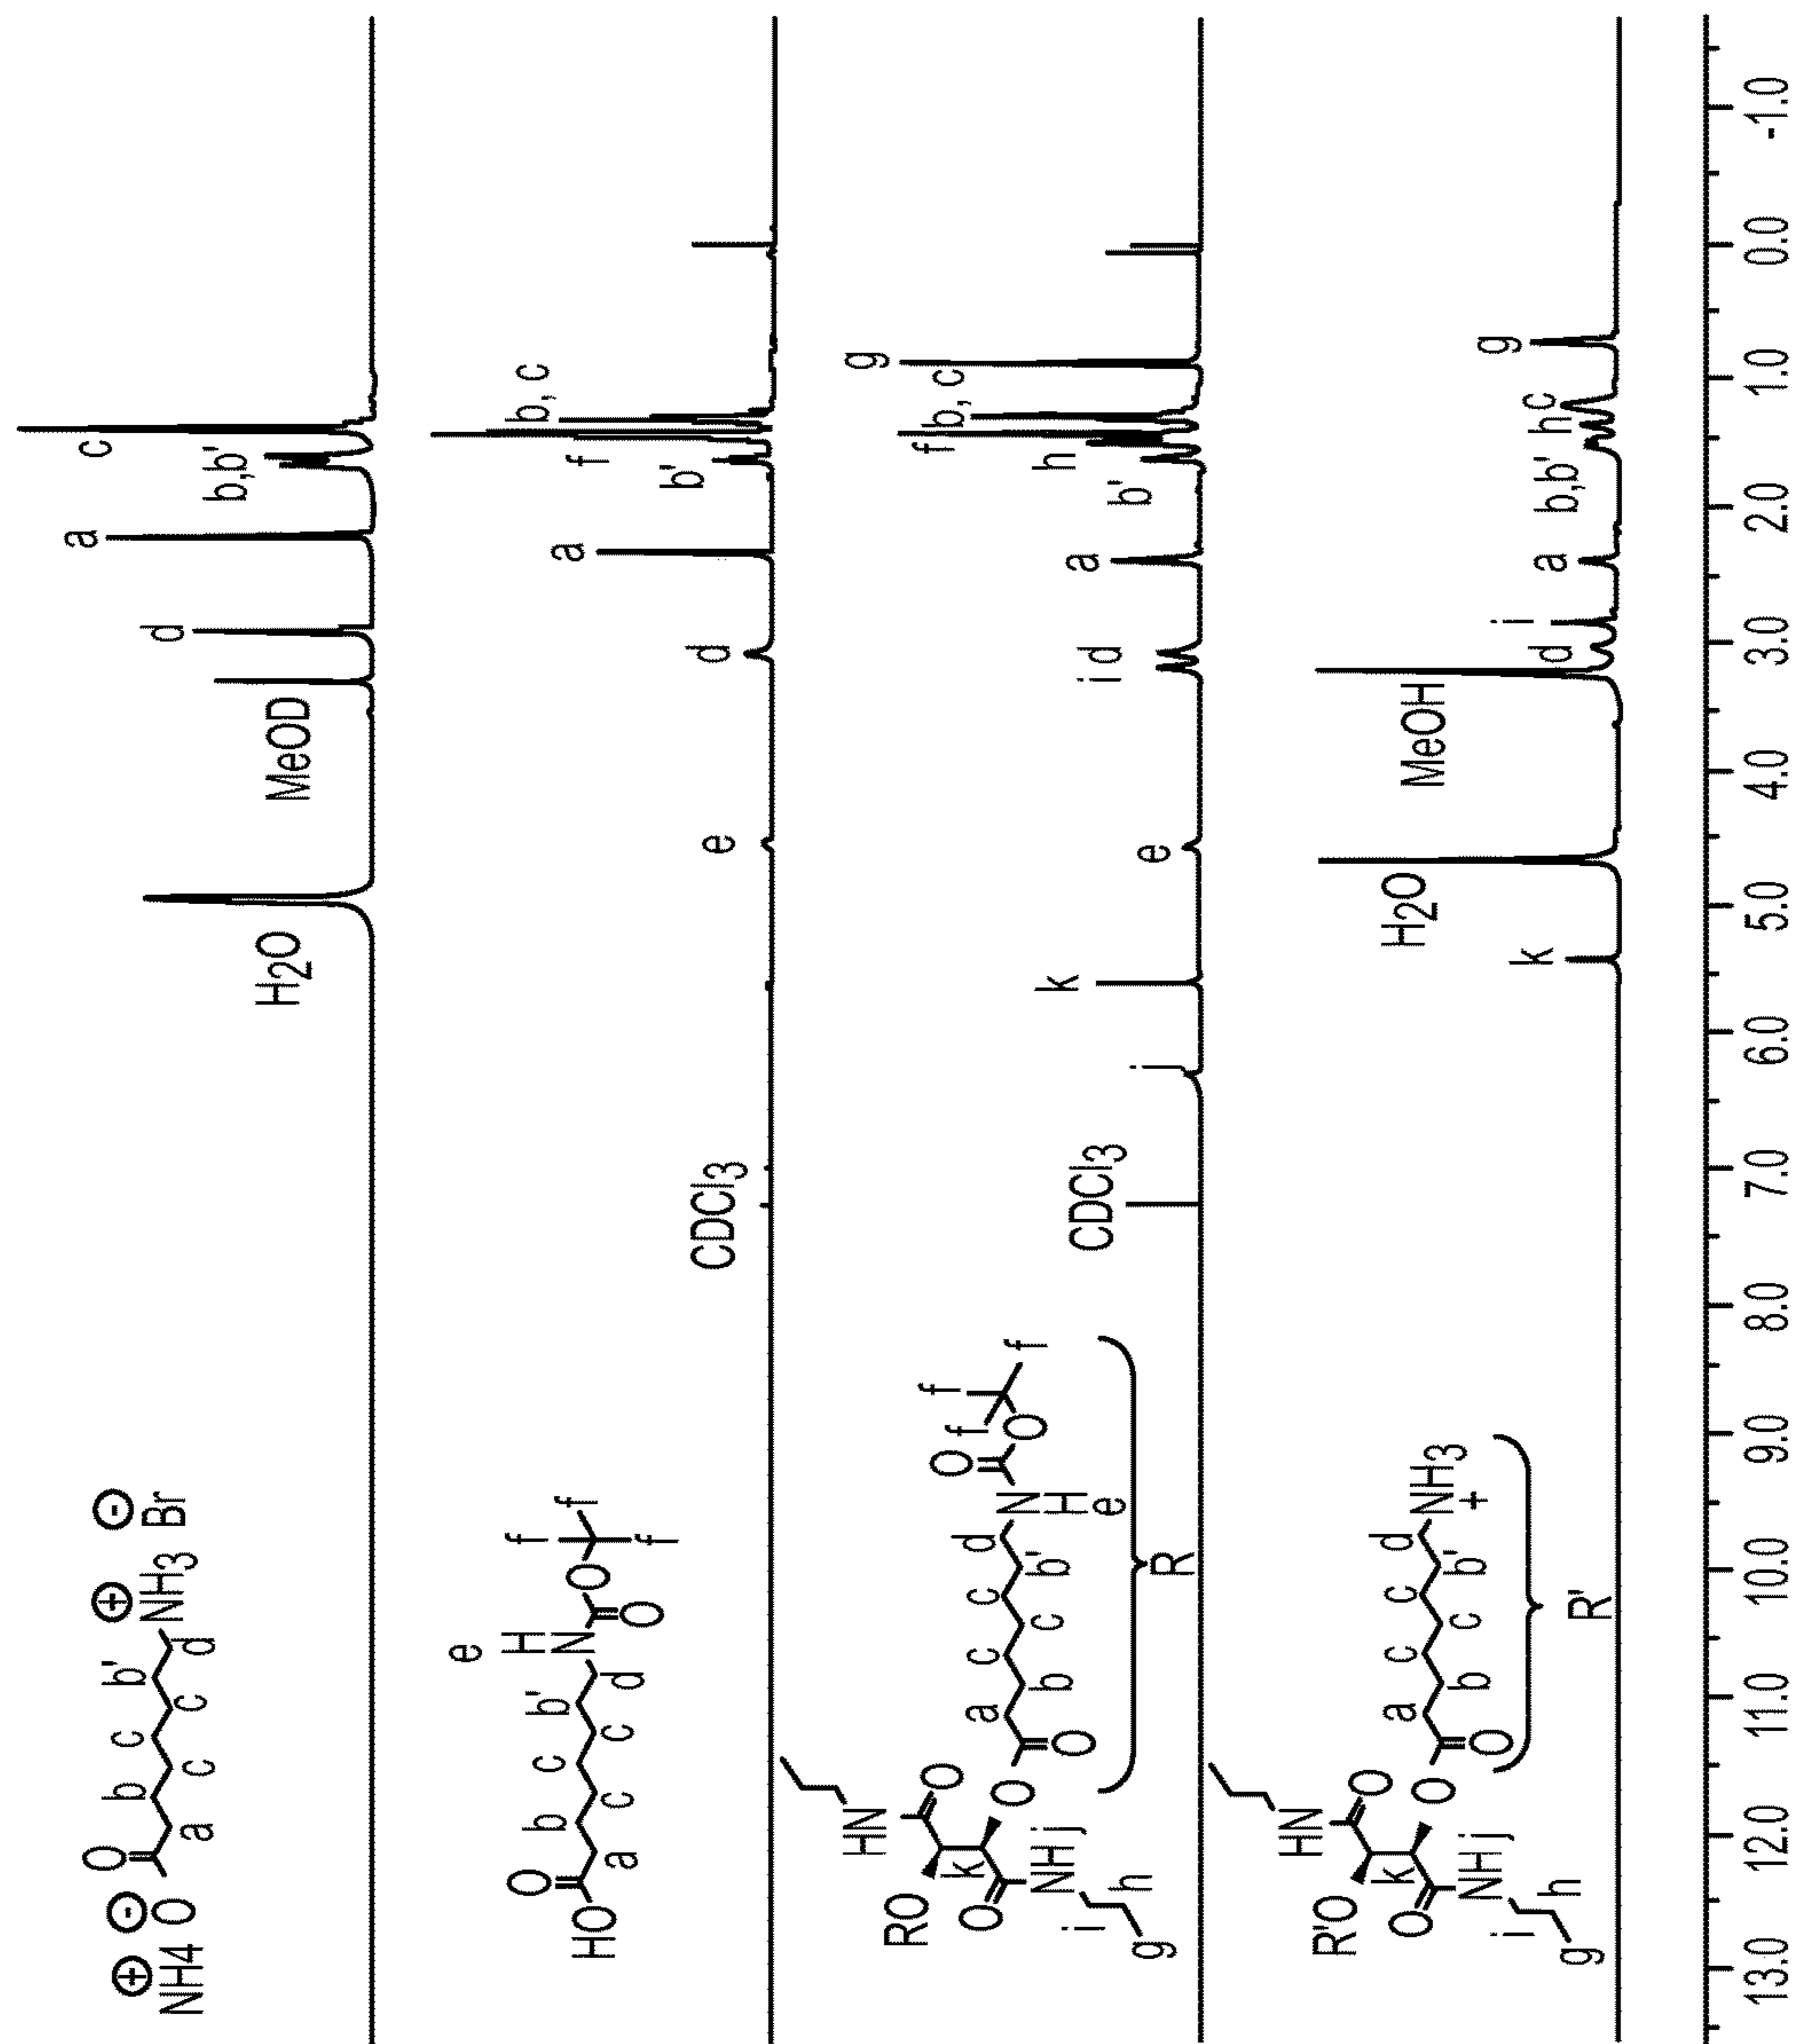 NH4 ⊕ O ⊖ O a b c c c b' d NH3 ⊕ Br ⊖
H2O
MeOD
d
a
b,b'
c
HO O a b c c c b' d e H N O O f f f
CDCl3
e
d
a
b'
f
b, c
RO k O O HN NH j i h g O O a b c c c b' d N H e O O f f f
R
CDCl3
j
k
e
i d
a
b'
h
f
b, c
g
R'O k O O HN NH j i h g O O a b c c c b' d NH3 +
R'
k
H2O
MeOH
d
i
a
b,b'
h
c
g
13.0 12.0 11.0 10.0 9.0 8.0 7.0 6.0 5.0 4.0 3.0 2.0 1.0 0.0 -1.0